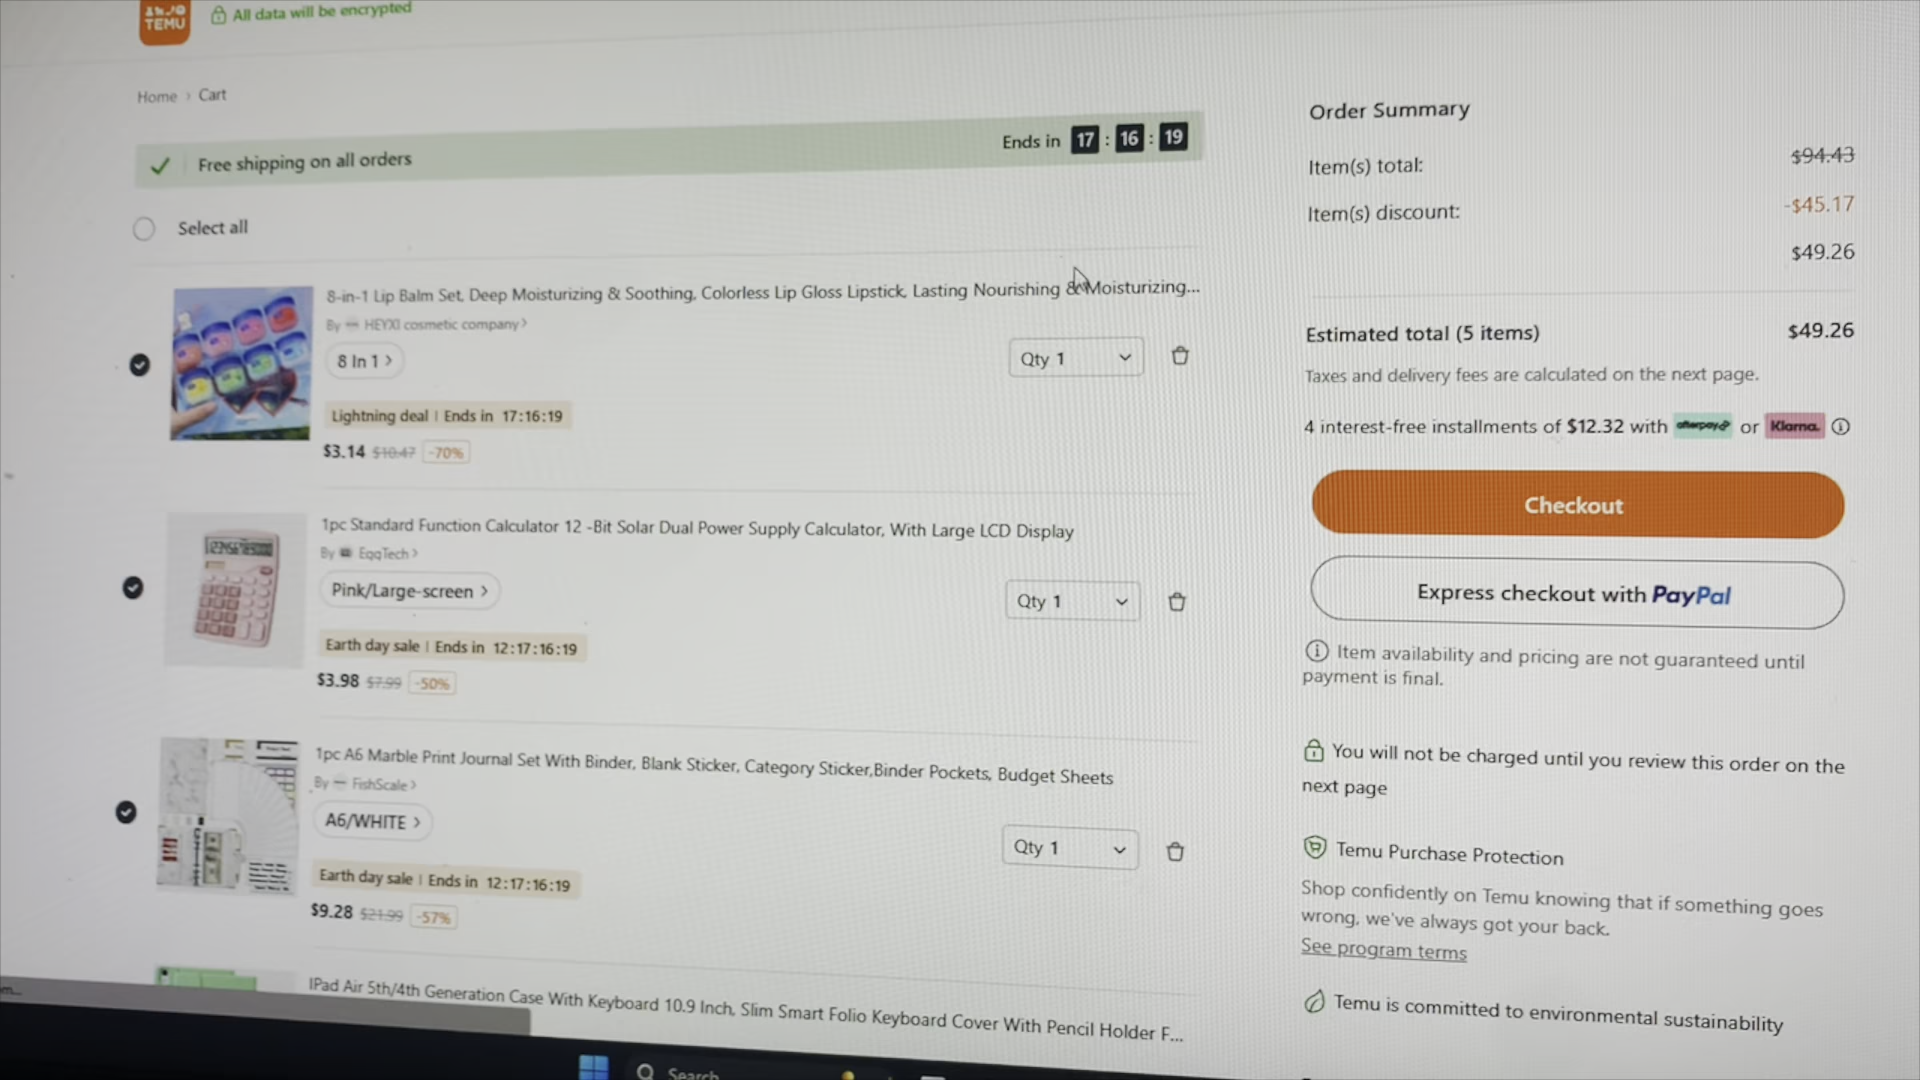 TEMU
All data will be encrypted
Home › Cart
Free shipping on all orders
Ends in 17 : 16 : 19
Select all
8-in-1 Lip Balm Set, Deep Moisturizing & Soothing, Colorless Lip Gloss Lipstick, Lasting Nourishing & Moisturizing...
By HEYXI cosmetic company>
8 In 1 >
Qty 1
Lightning deal | Ends in 17:16:19
$3.14 $10.47 -70%
1pc Standard Function Calculator 12 -Bit Solar Dual Power Supply Calculator, With Large LCD Display
By EqqTech>
Pink/Large-screen >
Qty 1
Earth day sale | Ends in 12:17:16:19
$3.98 $7.99 -50%
1pc A6 Marble Print Journal Set With Binder, Blank Sticker, Category Sticker,Binder Pockets, Budget Sheets
By FishScale>
A6/WHITE >
Qty 1
Earth day sale | Ends in 12:17:16:19
$9.28 $21.99 -57%
IPad Air 5th/4th Generation Case With Keyboard 10.9 Inch, Slim Smart Folio Keyboard Cover With Pencil Holder F...
Order Summary
Item(s) total: $94.43
Item(s) discount: -$45.17
$49.26
Estimated total (5 items) $49.26
Taxes and delivery fees are calculated on the next page.
4 interest-free installments of $12.32 with afterpay or Klarna.
Checkout
Express checkout with PayPal
Item availability and pricing are not guaranteed until
payment is final.
You will not be charged until you review this order on the
next page
Temu Purchase Protection
Shop confidently on Temu knowing that if something goes
wrong, we've always got your back.
See program terms
Temu is committed to environmental sustainability
Search